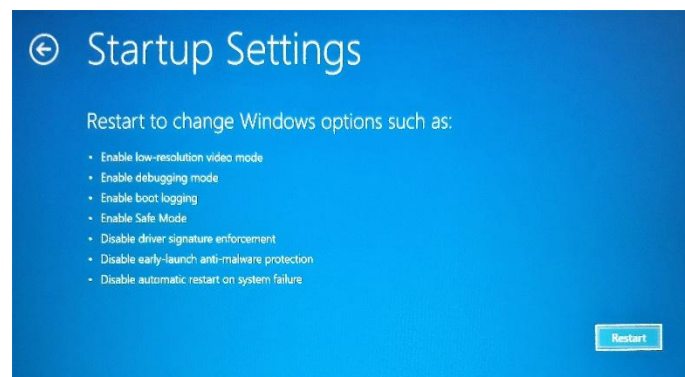 Startup Settings
Restart to change Windows options such as:
• Enable low-resolution video mode
• Enable debugging mode
• Enable boot logging
• Enable Safe Mode
• Disable driver signature enforcement
• Disable early-launch anti-malware protection
• Disable automatic restart on system failure
Restart